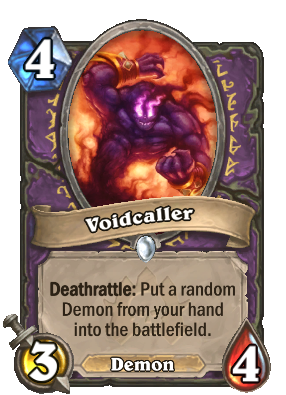 4
Voidcaller
Deathrattle: Put a random
Demon from your hand
into the battlefield.
3
Demon
4